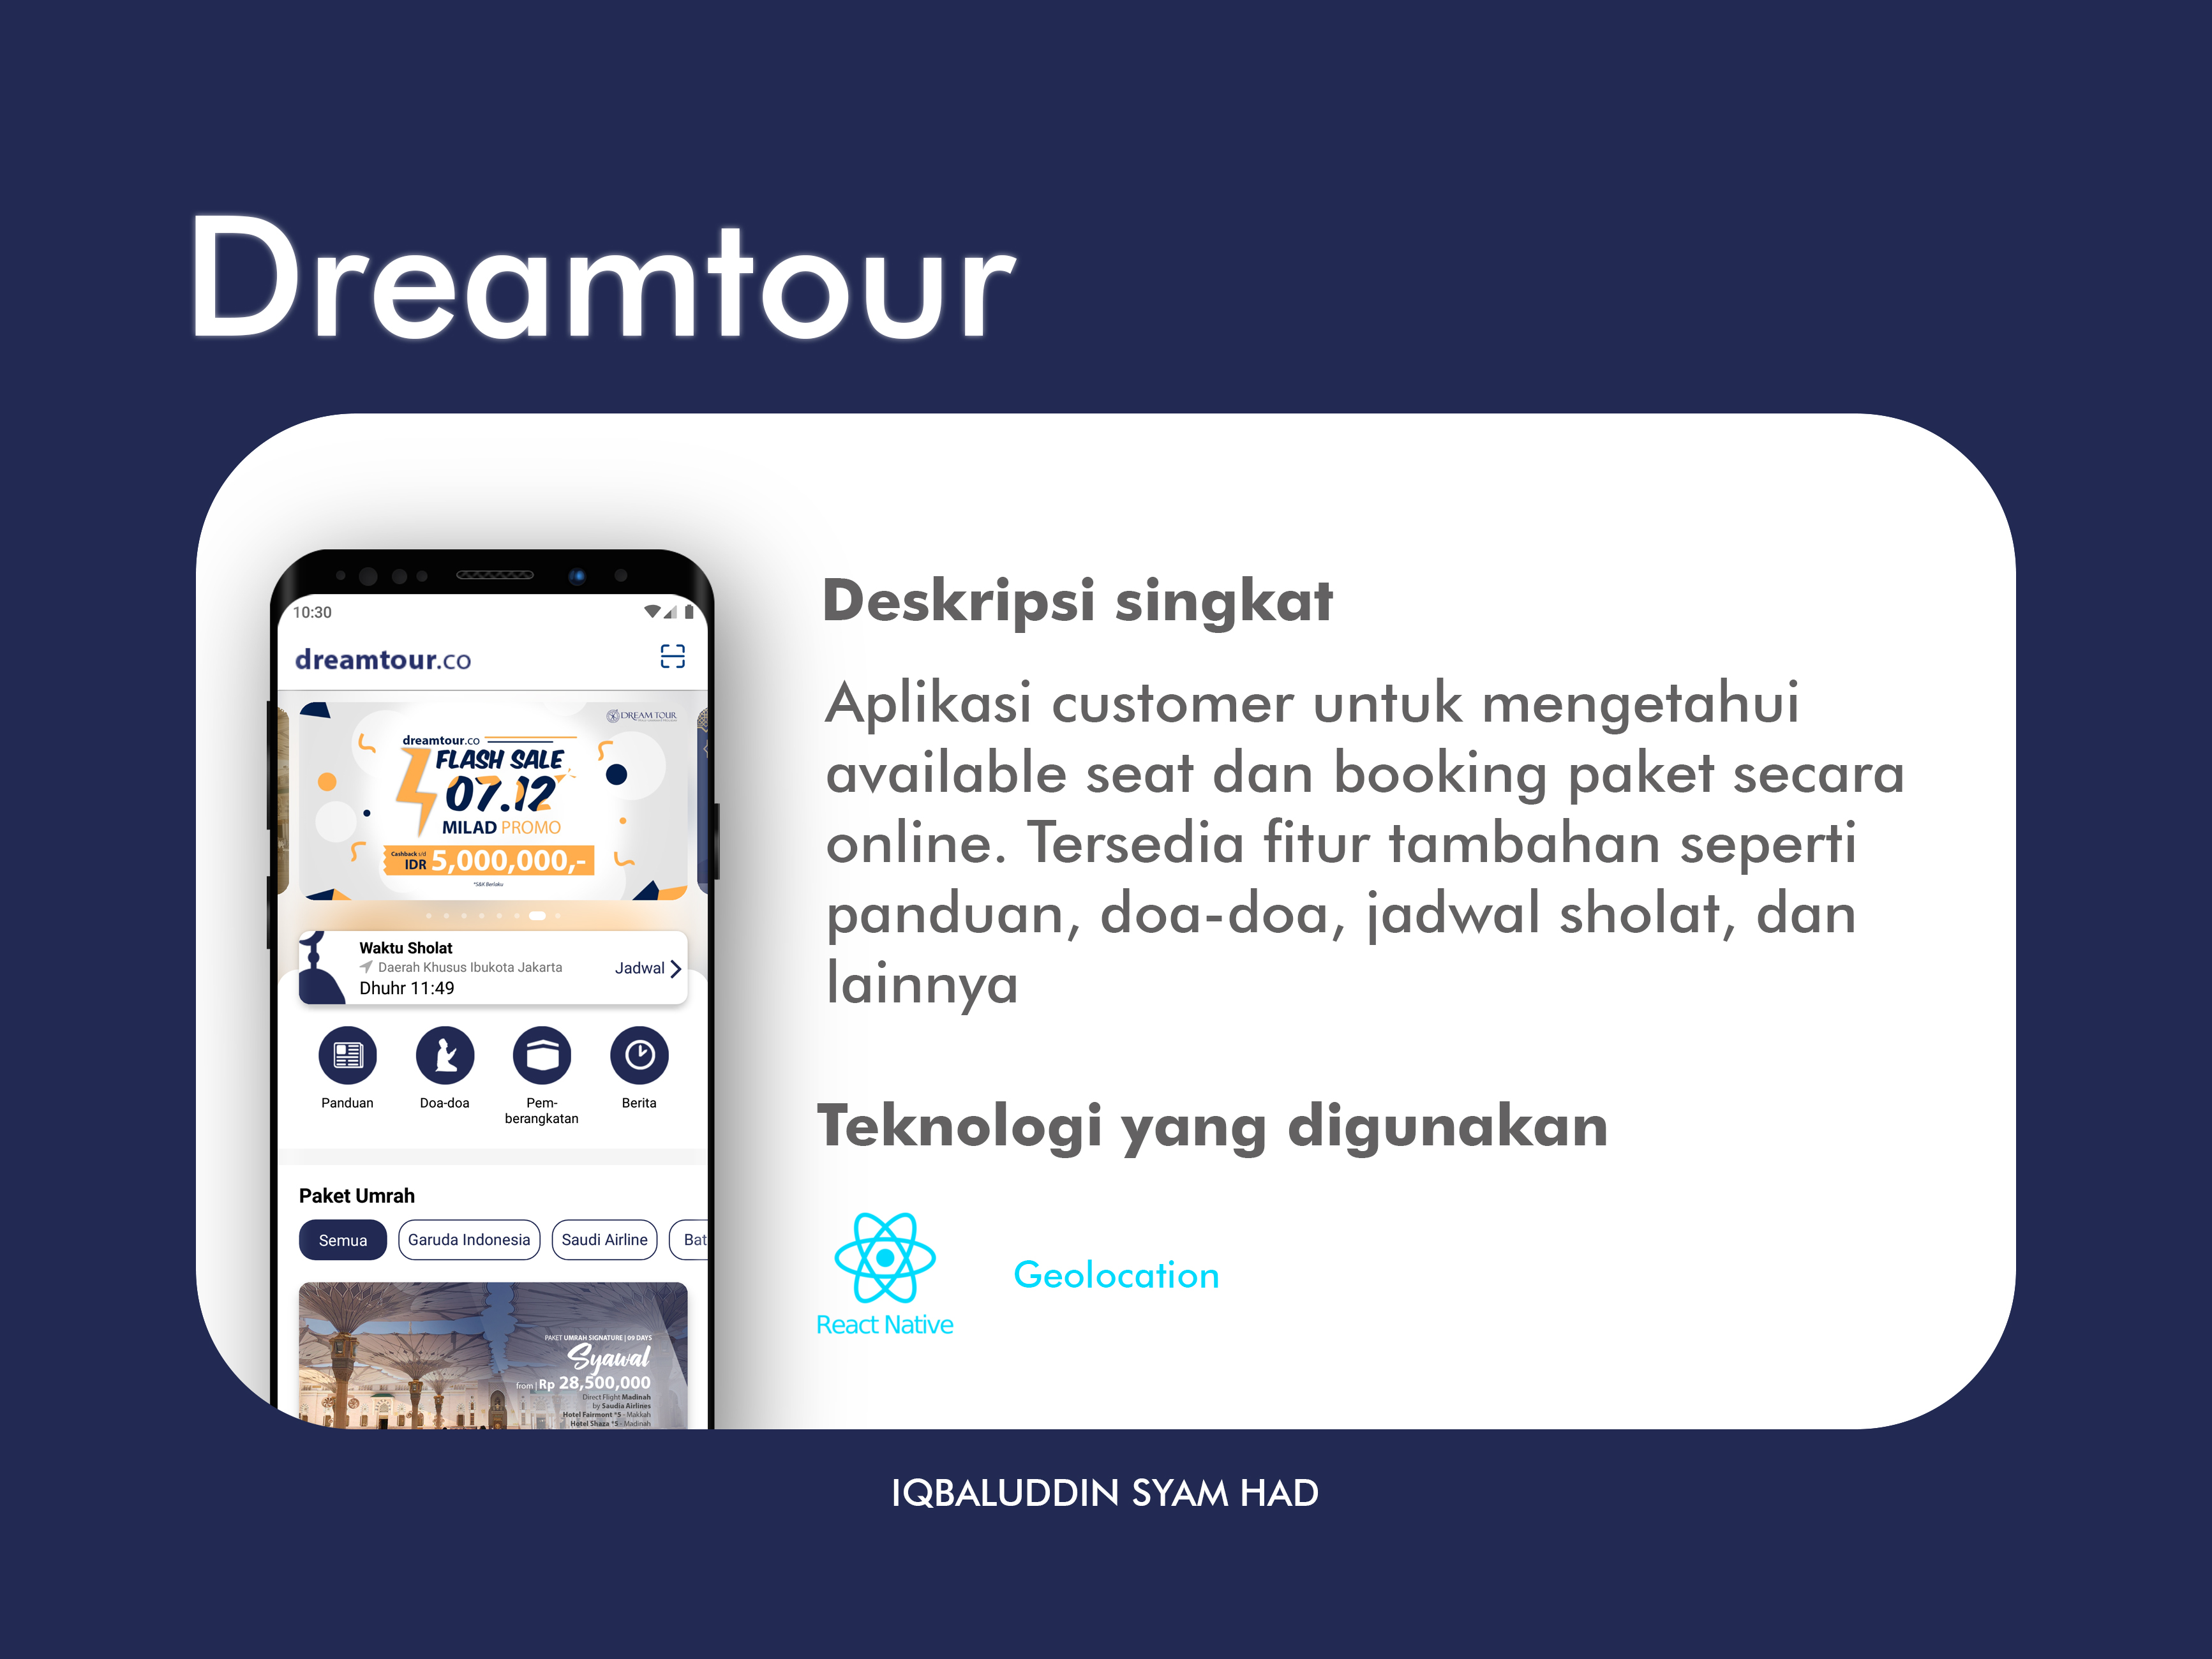 Dreamtour
10:30
dreamtour.co
DREAM TOUR
dreamtour.co
FLASH SALE
07.12
MILAD PROMO
Cashback s/d
IDR 5,000,000,-
*S&K Berlaku
Waktu Sholat
Daerah Khusus Ibukota Jakarta
Dhuhr 11:49
Jadwal
Panduan
Doa-doa
Pem-
berangkatan
Berita
Paket Umrah
Semua
Garuda Indonesia
Saudi Airline
Bat
PAKET UMRAH SIGNATURE | 09 DAYS
Syawal
from | Rp 28,500,000
Direct Flight Madinah
by Saudia Airlines
Hotel Fairmont *5 - Makkah
Hotel Shaza *5 - Madinah
Deskripsi singkat
Aplikasi customer untuk mengetahui
available seat dan booking paket secara
online. Tersedia fitur tambahan seperti
panduan, doa-doa, jadwal sholat, dan
lainnya
Teknologi yang digunakan
React Native
Geolocation
IQBALUDDIN SYAM HAD